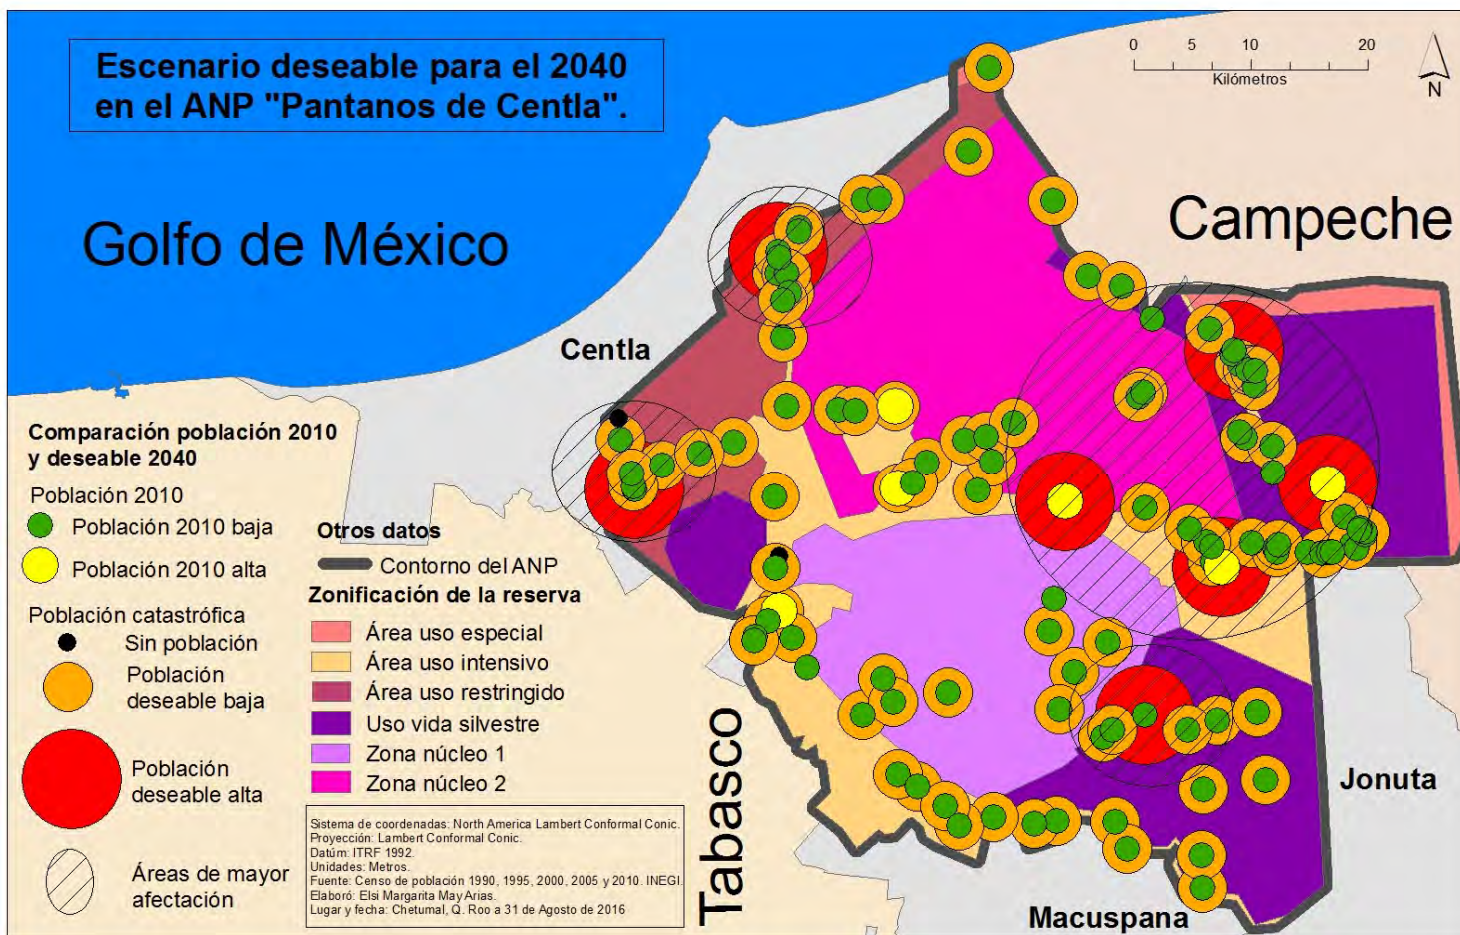 Escenario deseable para el 2040
en el ANP "Pantanos de Centla".
0 5 10 20
Kilómetros
N
Golfo de México
Campeche
Centla
Comparación población 2010
y deseable 2040
Población 2010
Población 2010 baja
Población 2010 alta
Población catastrófica
Sin población
Población
deseable baja
Población
deseable alta
Áreas de mayor
afectación
Otros datos
Contorno del ANP
Zonificación de la reserva
Área uso especial
Área uso intensivo
Área uso restringido
Uso vida silvestre
Zona núcleo 1
Zona núcleo 2
Sistema de coordenadas: North America Lambert Conformal Conic.
Proyección: Lambert Conformal Conic.
Datúm: ITRF 1992.
Unidades: Metros.
Fuente: Censo de población 1990, 1995, 2000, 2005 y 2010. INEGI.
Elaboró: Elsi Margarita May Arias.
Lugar y fecha: Chetumal, Q. Roo a 31 de Agosto de 2016
Tabasco
Jonuta
Macuspana